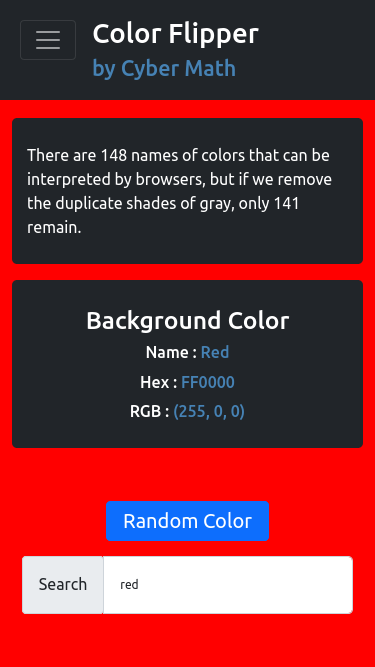 Color Flipper
by Cyber Math
There are 148 names of colors that can be
interpreted by browsers, but if we remove
the duplicate shades of gray, only 141
remain.
Background Color
Name : Red
Hex : FF0000
RGB : (255, 0, 0)
Random Color
Search red